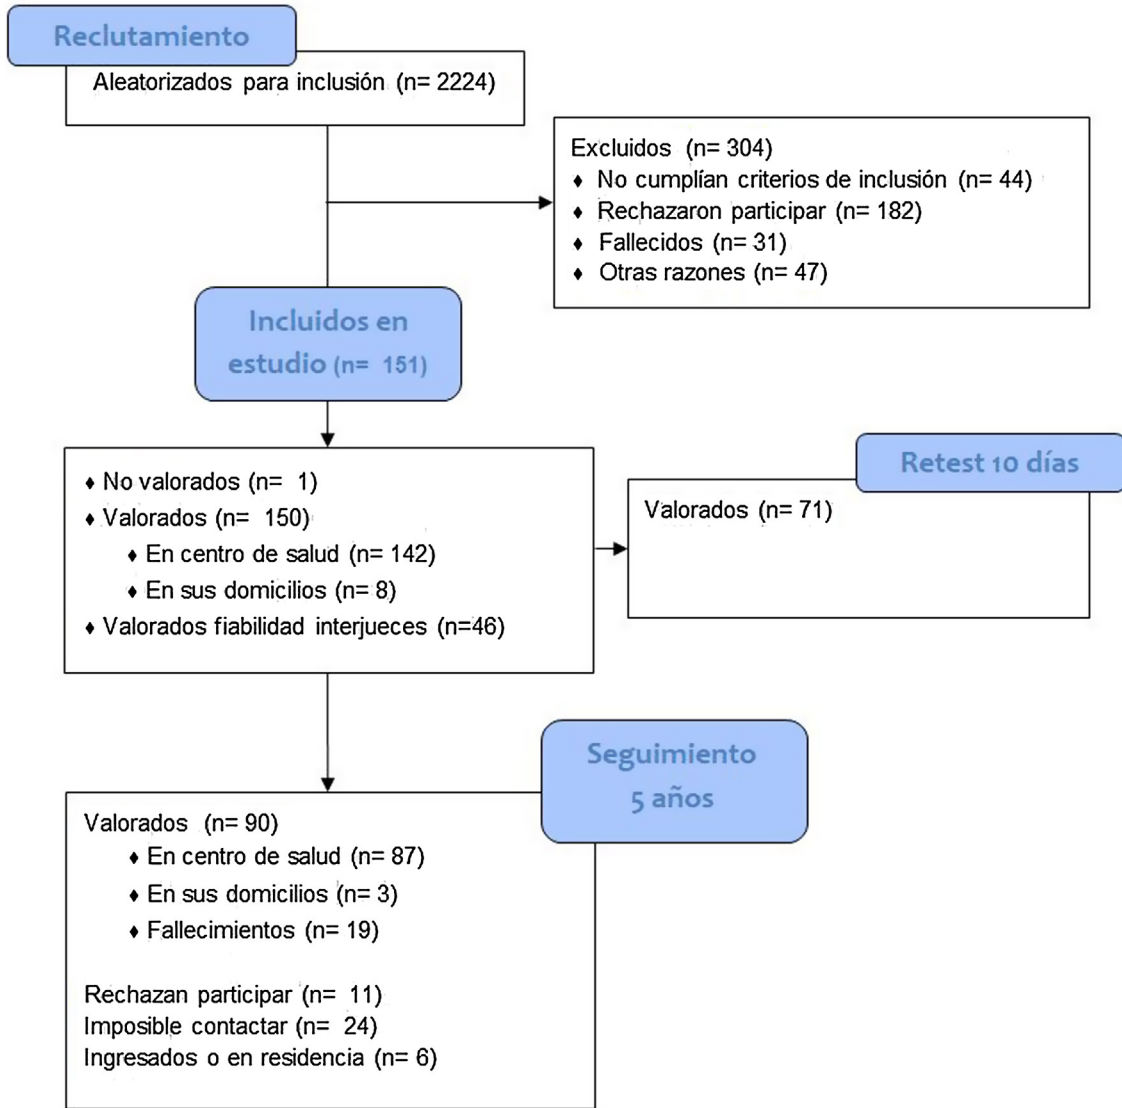 Reclutamiento
Aleatorizados para inclusión (n= 2224)
Excluidos (n= 304)
♦ No cumplían criterios de inclusión (n= 44)
♦ Rechazaron participar (n= 182)
♦ Fallecidos (n= 31)
♦ Otras razones (n= 47)
Incluidos en
estudio (n= 151)
♦ No valorados (n= 1)
♦ Valorados (n= 150)
♦ En centro de salud (n= 142)
♦ En sus domicilios (n= 8)
♦ Valorados fiabilidad interjueces (n=46)
Retest 10 días
Valorados (n= 71)
Seguimiento
5 años
Valorados (n= 90)
♦ En centro de salud (n= 87)
♦ En sus domicilios (n= 3)
♦ Fallecimientos (n= 19)
Rechazan participar (n= 11)
Imposible contactar (n= 24)
Ingresados o en residencia (n= 6)